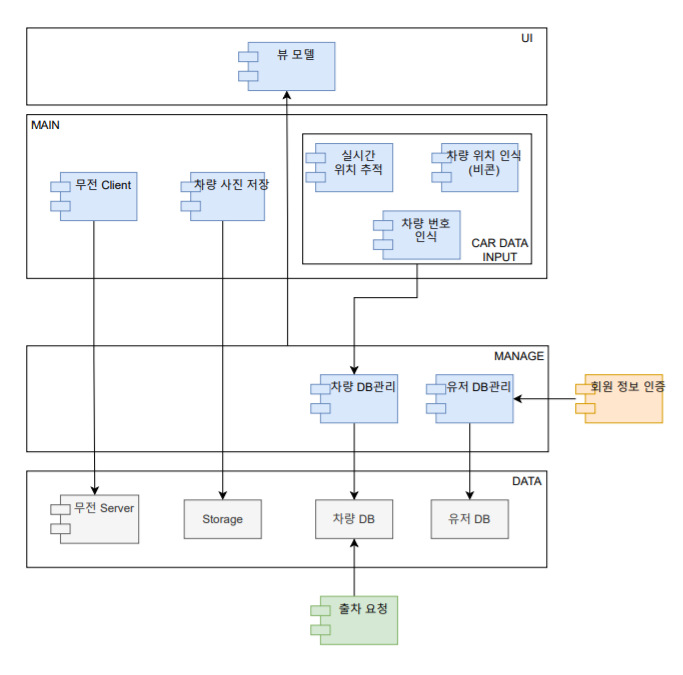 UI
뷰 모델
MAIN
무전 Client
차량 사진 저장
실시간
위치 추적
차량 위치 인식
(비콘)
차량 번호
인식
CAR DATA
INPUT
MANAGE
차량 DB관리
유저 DB관리
회원 정보 인증
DATA
무전 Server
Storage
차량 DB
유저 DB
출차 요청